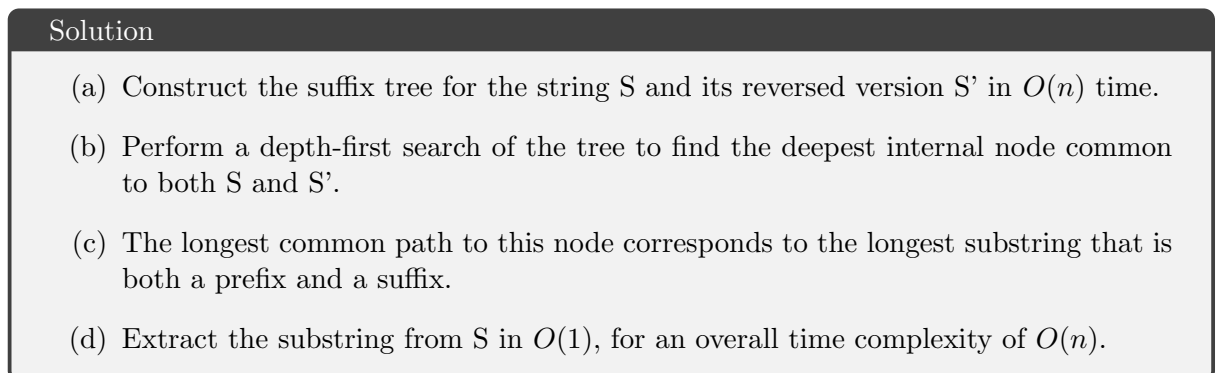 Solution
(a) Construct the suffix tree for the string S and its reversed version S’ in O(n) time.
(b) Perform a depth-first search of the tree to find the deepest internal node common
to both S and S’.
(c) The longest common path to this node corresponds to the longest substring that is
both a prefix and a suffix.
(d) Extract the substring from S in O(1), for an overall time complexity of O(n).